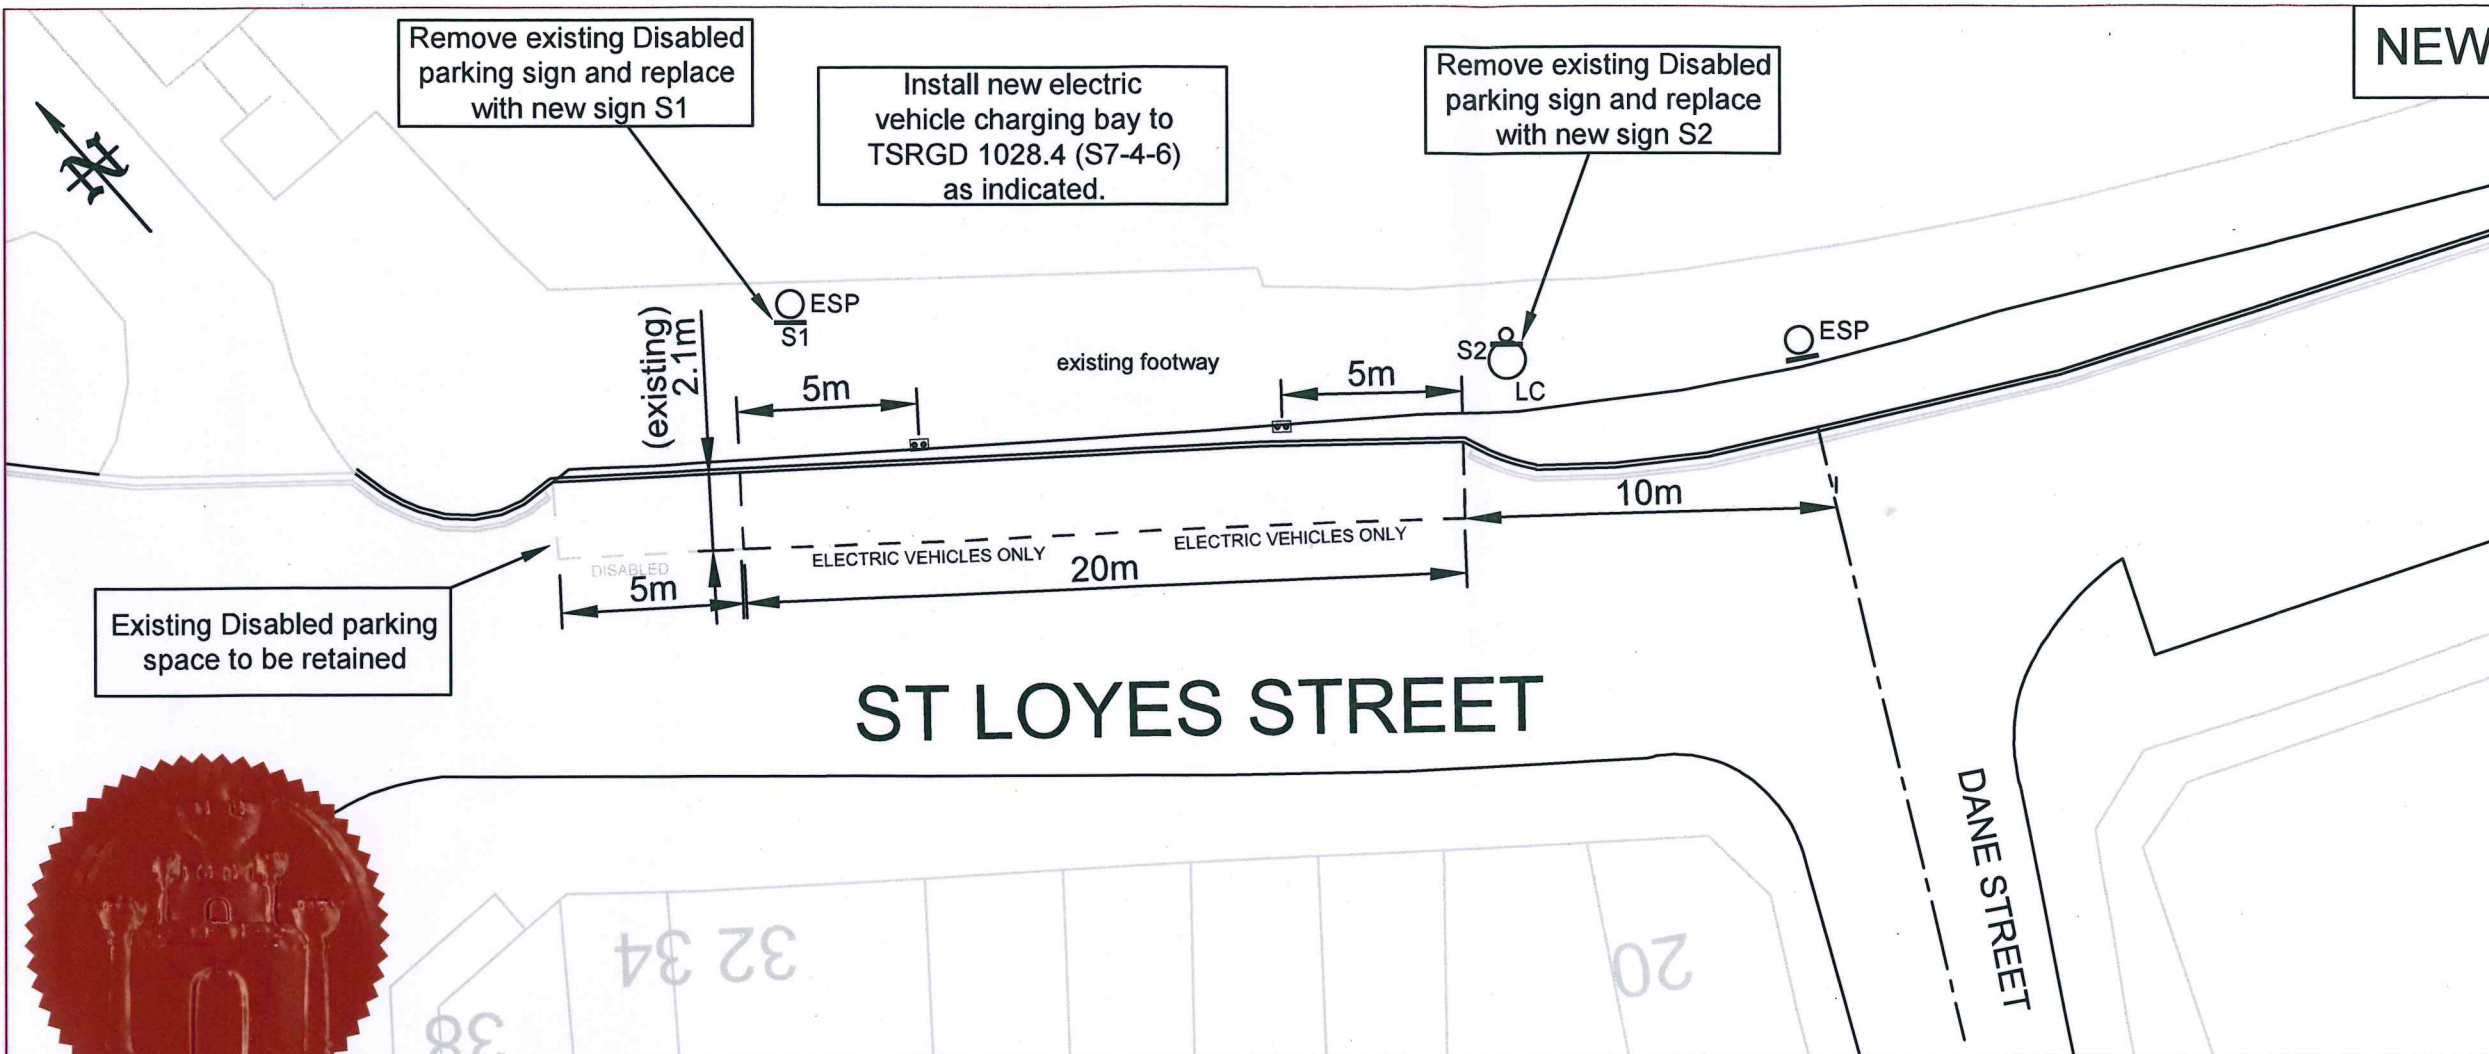 Remove existing Disabled
parking sign and replace
with new sign S1
Install new electric
vehicle charging bay to
TSRGD 1028.4 (S7-4-6)
as indicated.
Remove existing Disabled
parking sign and replace
with new sign S2
NEW
N
ESP
S1
(existing)
2.1m
5m
existing footway
5m
S2
LC
ESP
10m
DISABLED
ELECTRIC VEHICLES ONLY
ELECTRIC VEHICLES ONLY
5m
20m
Existing Disabled parking
space to be retained
ST LOYES STREET
DANE STREET
34
32
20
38